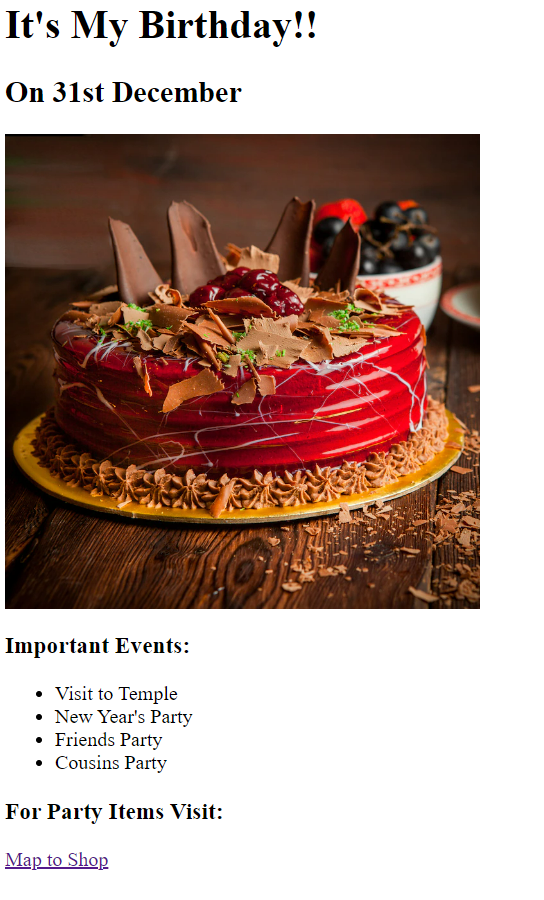 It's My Birthday!!
On 31st December
Important Events:
Visit to Temple
New Year's Party
Friends Party
Cousins Party
For Party Items Visit:
Map to Shop